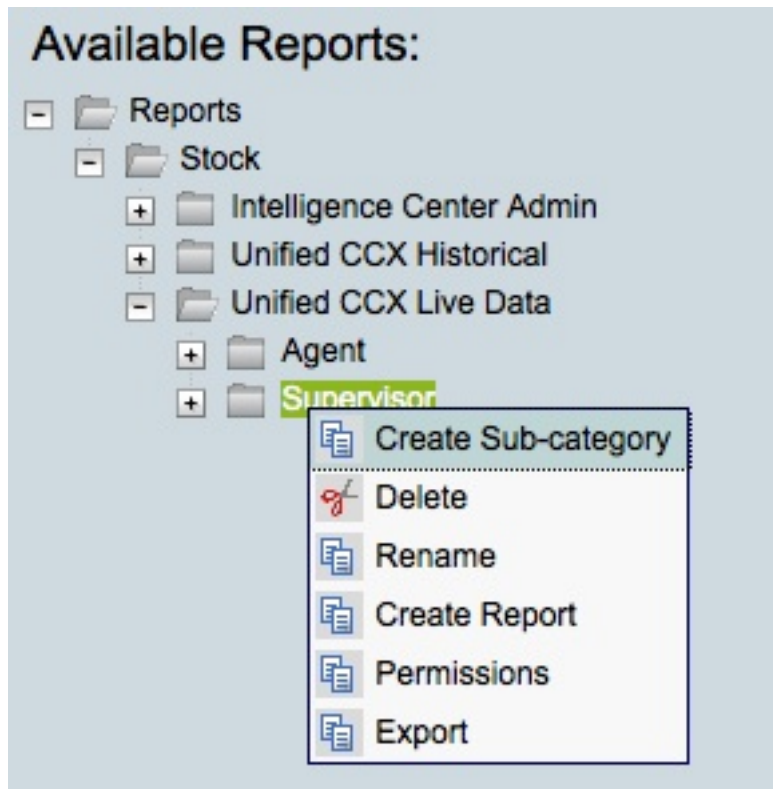 Available Reports:
Reports
Stock
Intelligence Center Admin
Unified CCX Historical
Unified CCX Live Data
Agent
Supervisor
Create Sub-category
Delete
Rename
Create Report
Permissions
Export